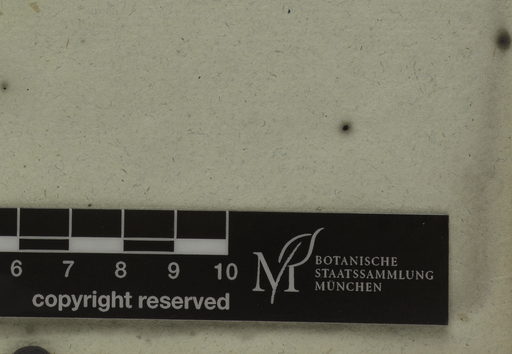 6 7 8 9 10
copyright reserved
M
BOTANISCHE
STAATSSAMMLUNG
MÜNCHEN